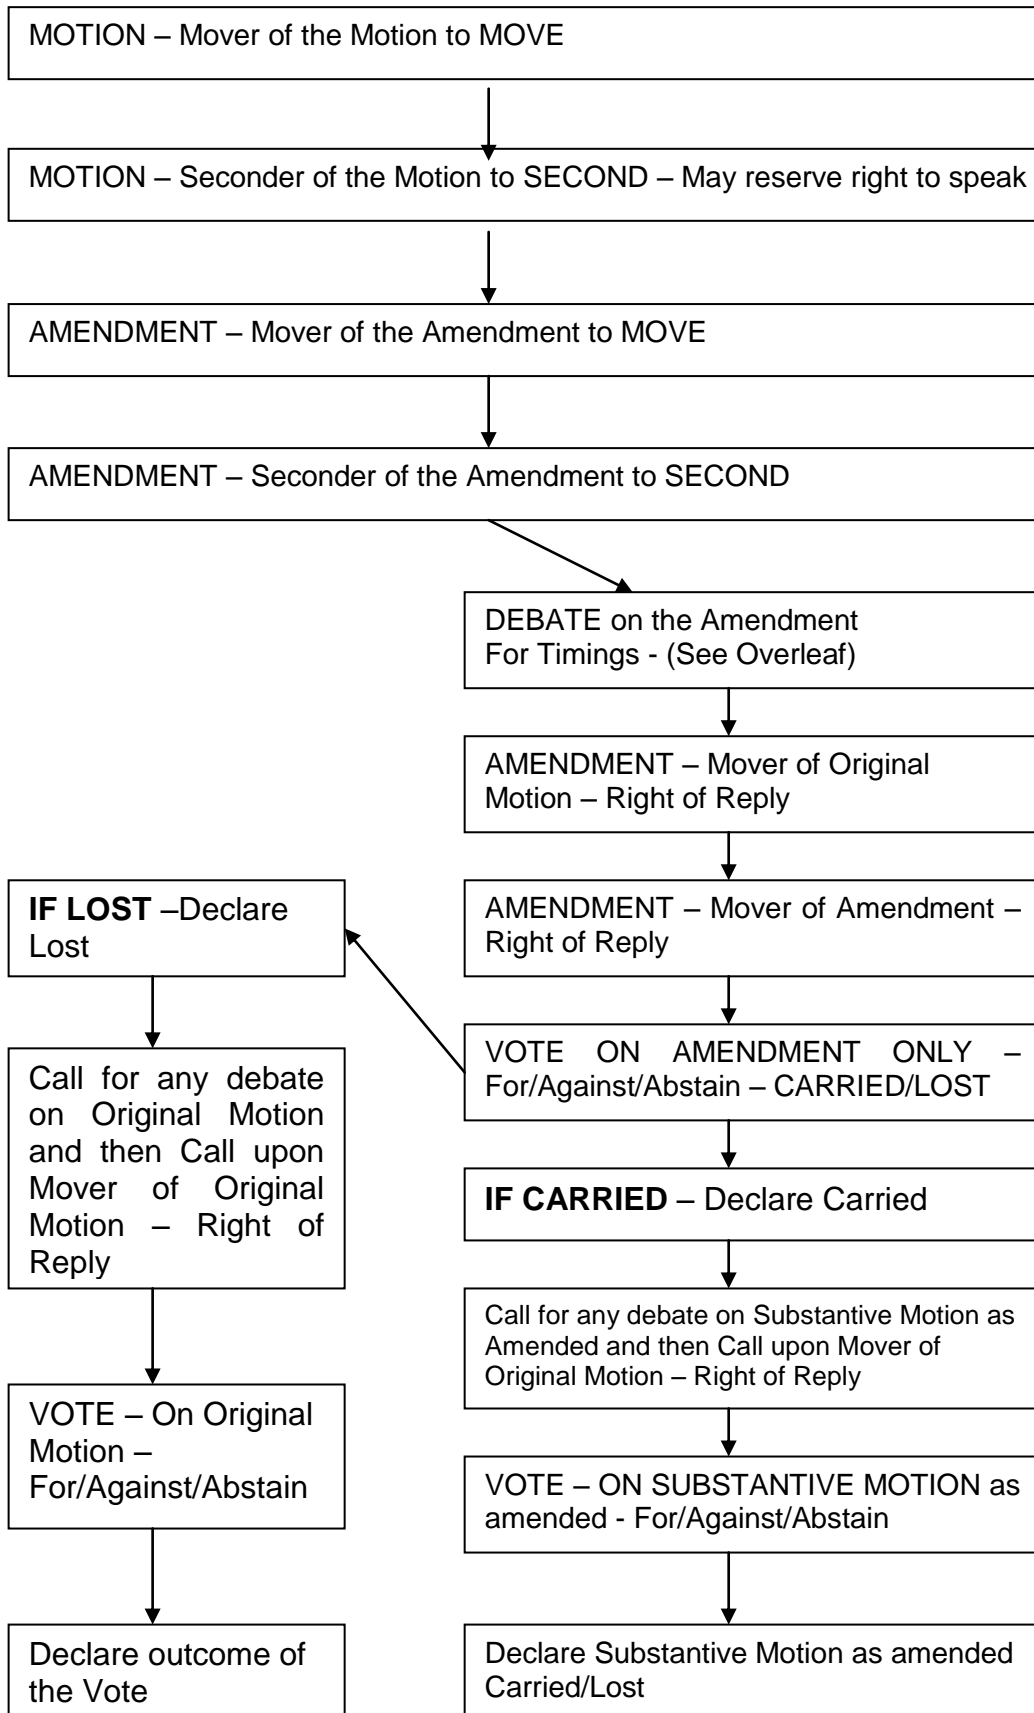 MOTION – Mover of the Motion to MOVE
MOTION – Seconder of the Motion to SECOND – May reserve right to speak
AMENDMENT – Mover of the Amendment to MOVE
AMENDMENT – Seconder of the Amendment to SECOND
DEBATE on the Amendment
For Timings - (See Overleaf)
AMENDMENT – Mover of Original
Motion – Right of Reply
AMENDMENT – Mover of Amendment –
Right of Reply
VOTE ON AMENDMENT ONLY –
For/Against/Abstain – CARRIED/LOST
IF LOST –Declare
Lost
Call for any debate
on Original Motion
and then Call upon
Mover of Original
Motion – Right of
Reply
VOTE – On Original
Motion –
For/Against/Abstain
Declare outcome of
the Vote
IF CARRIED – Declare Carried
Call for any debate on Substantive Motion as
Amended and then Call upon Mover of
Original Motion – Right of Reply
VOTE – ON SUBSTANTIVE MOTION as
amended - For/Against/Abstain
Declare Substantive Motion as amended
Carried/Lost